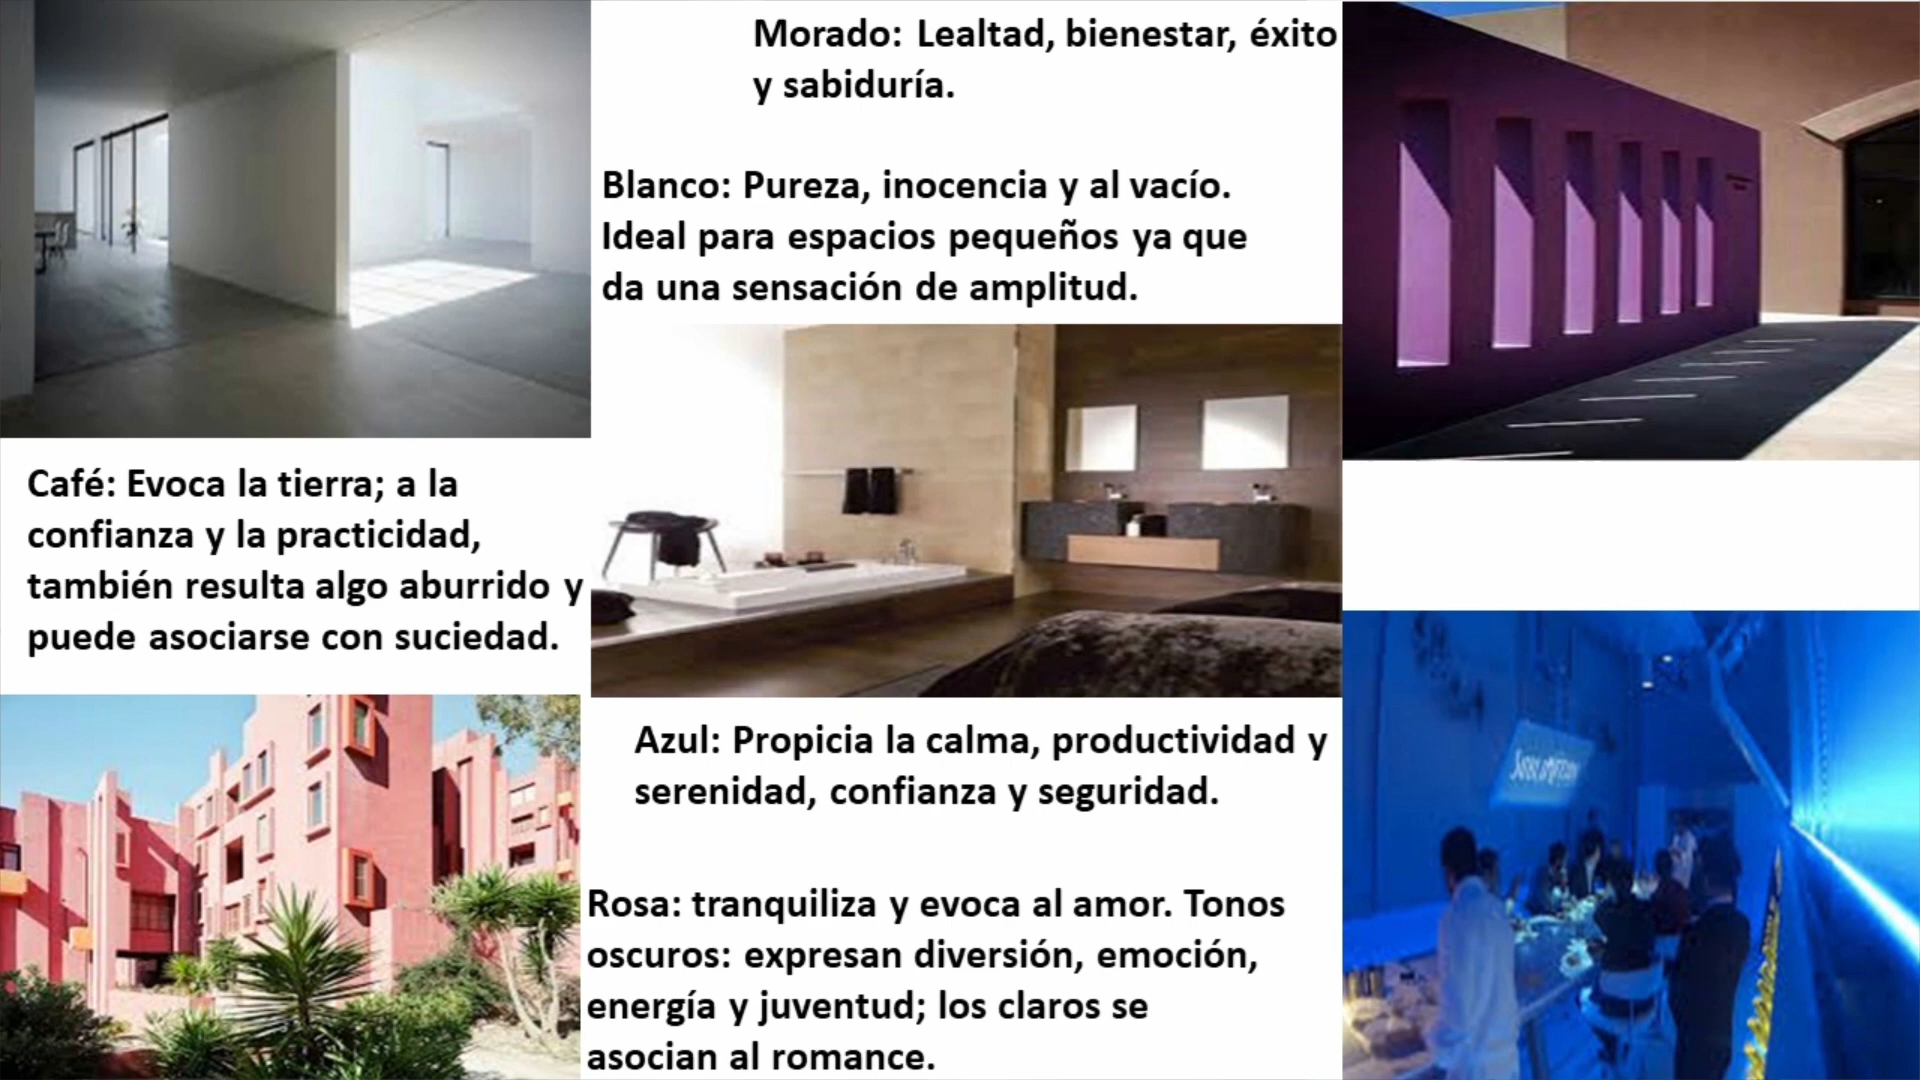 Morado: Lealtad, bienestar, éxito
y sabiduría.
Blanco: Pureza, inocencia y al vacío.
Ideal para espacios pequeños ya que
da una sensación de amplitud.
Café: Evoca la tierra; a la
confianza y la practicidad,
también resulta algo aburrido y
puede asociarse con suciedad.
Azul: Propicia la calma, productividad y
serenidad, confianza y seguridad.
Rosa: tranquiliza y evoca al amor. Tonos
oscuros: expresan diversión, emoción,
energía y juventud; los claros se
asocian al romance.